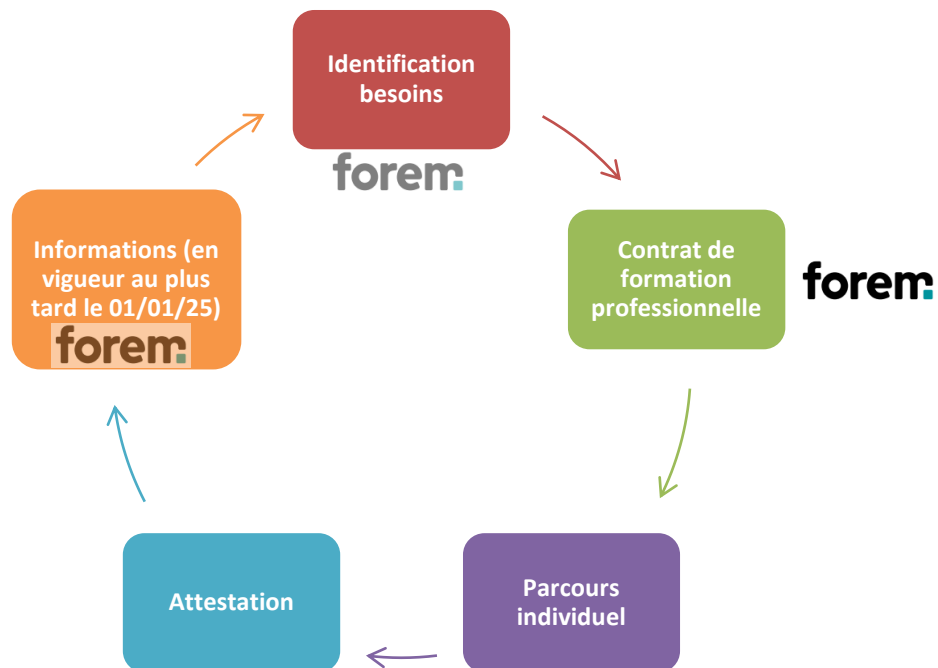 Identification
besoins
forem
Contrat de
formation
professionnelle
forem
Parcours
individuel
Attestation
Informations (en
vigueur au plus
tard le 01/01/25)
forem